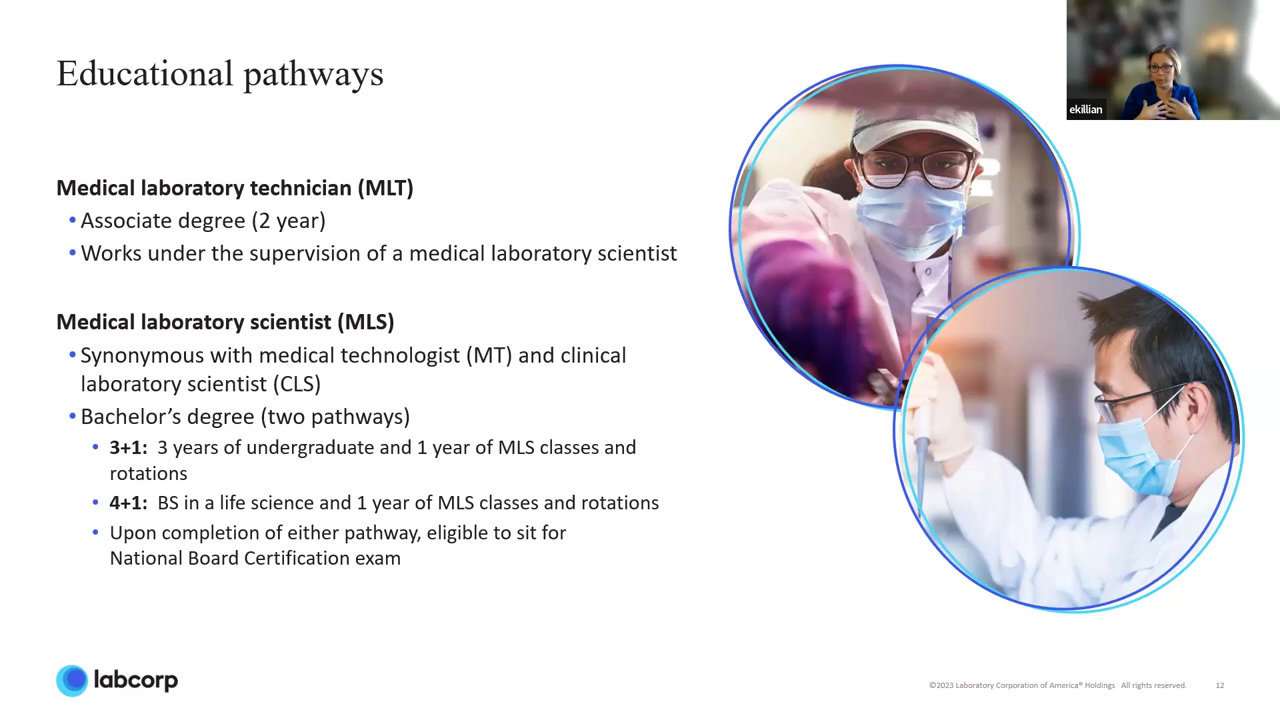 Educational pathways
ekillian
Medical laboratory technician (MLT)
• Associate degree (2 year)
• Works under the supervision of a medical laboratory scientist
Medical laboratory scientist (MLS)
• Synonymous with medical technologist (MT) and clinical
laboratory scientist (CLS)
• Bachelor’s degree (two pathways)
• 3+1: 3 years of undergraduate and 1 year of MLS classes and
rotations
• 4+1: BS in a life science and 1 year of MLS classes and rotations
• Upon completion of either pathway, eligible to sit for
National Board Certification exam
labcorp
©2023 Laboratory Corporation of America® Holdings All rights reserved. 12